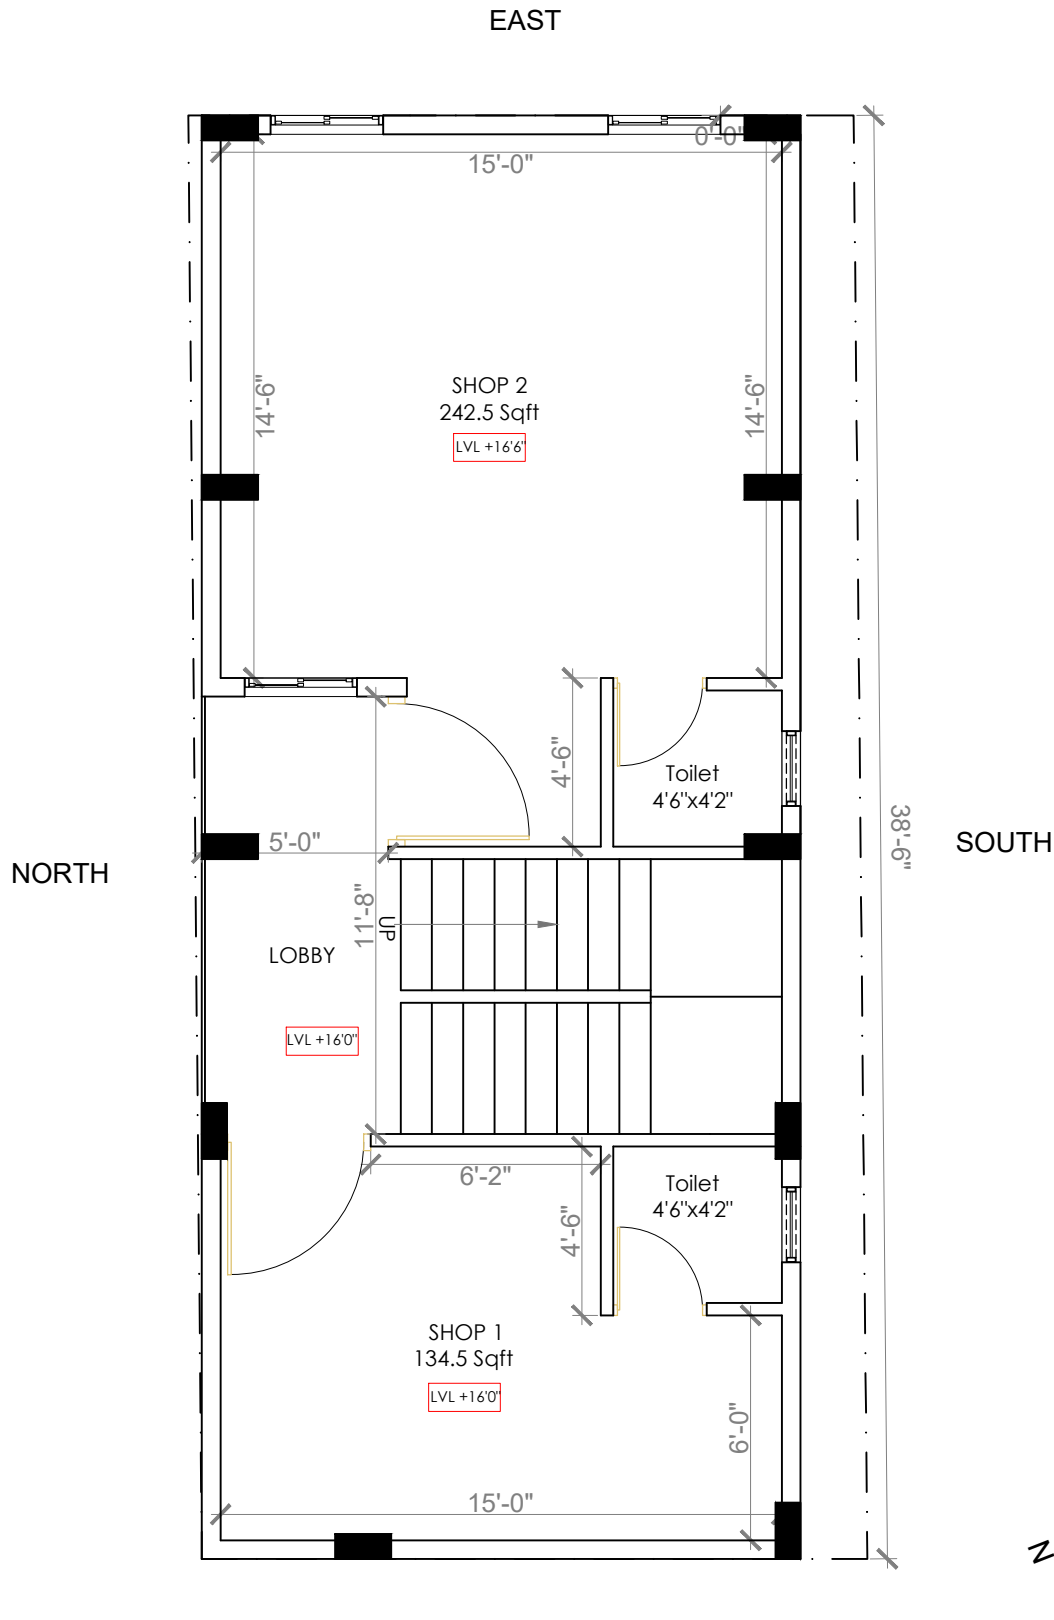 EAST
0'-0"
15'-0"
SHOP 2
242.5 Sqft
LVL +16'6"
14'-6"
14'-6"
4'-6"
Toilet
4'6"x4'2"
5'-0"
38'-6"
NORTH
SOUTH
11'-8"
UP
LOBBY
LVL +16'0"
6'-2"
Toilet
4'6"x4'2"
4'-6"
SHOP 1
134.5 Sqft
LVL +16'0"
6'-0"
15'-0"
N